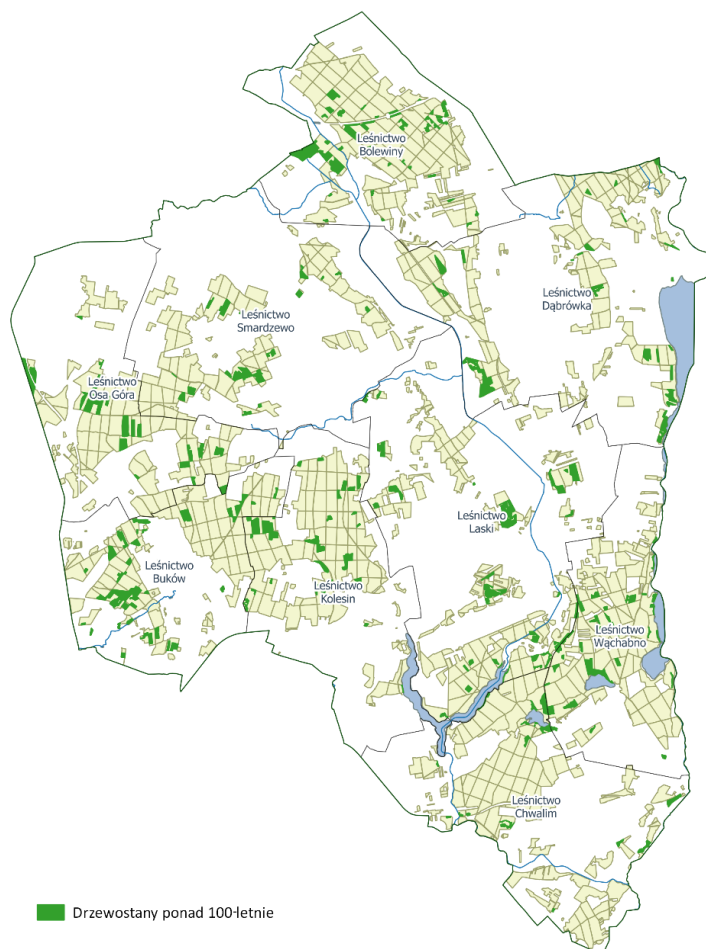 Leśnictwo
Bolewiny
Leśnictwo
Dąbrówka
Leśnictwo
Smardzewo
Leśnictwo
Osa Góra
Leśnictwo
Laski
Leśnictwo
Buków
Leśnictwo
Kolesin
Leśnictwo
Wąchabno
Leśnictwo
Chwalim
Drzewostany ponad 100-letnie